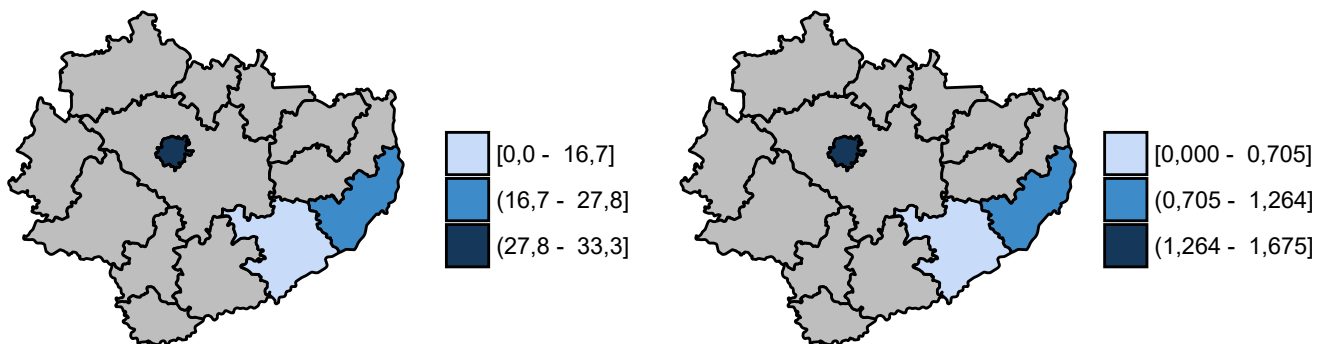 [0,0 - 16,7]
(16,7 - 27,8]
(27,8 - 33,3]
[0,000 - 0,705]
(0,705 - 1,264]
(1,264 - 1,675]